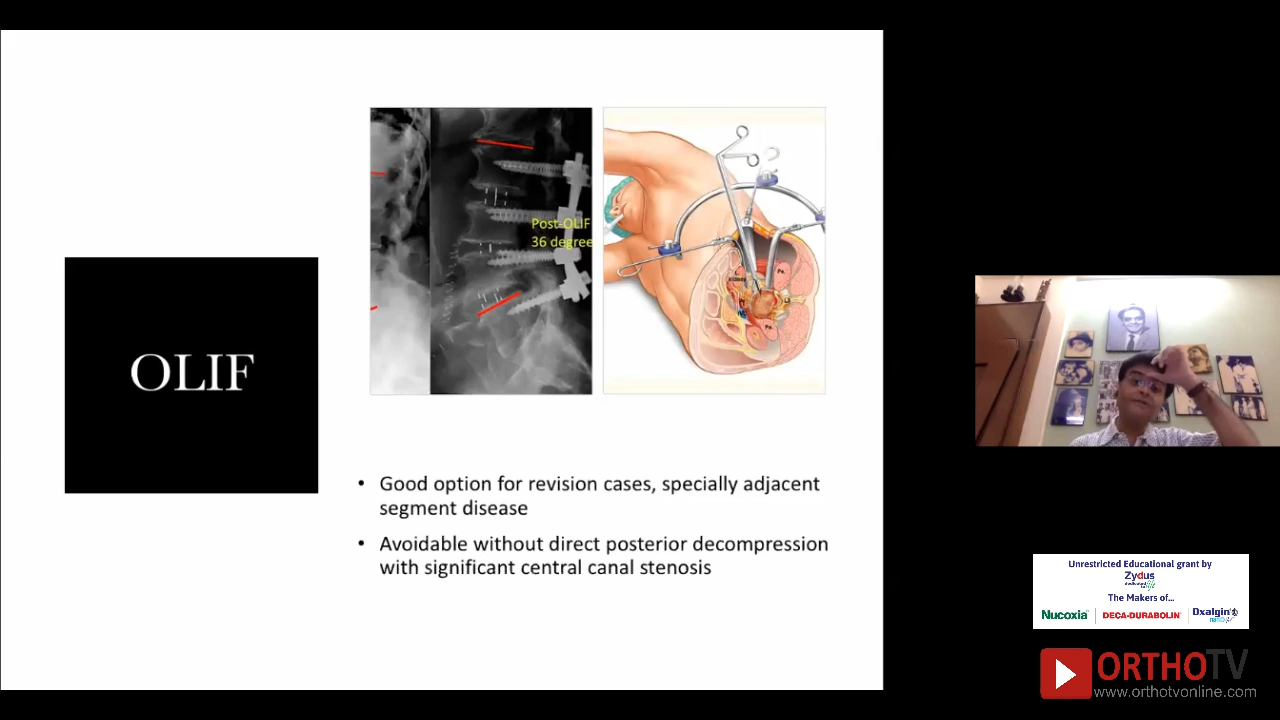 OLIF
Post-OLIF
36 degree
• Good option for revision cases, specially adjacent
segment disease
• Avoidable without direct posterior decompression
with significant central canal stenosis
Unrestricted Educational grant by
Zydus
dedicated
The Makers of...
Nucoxia
DECA-DURABOLIN
Dxalgin
ORTHOTV
www.orthotvonline.com